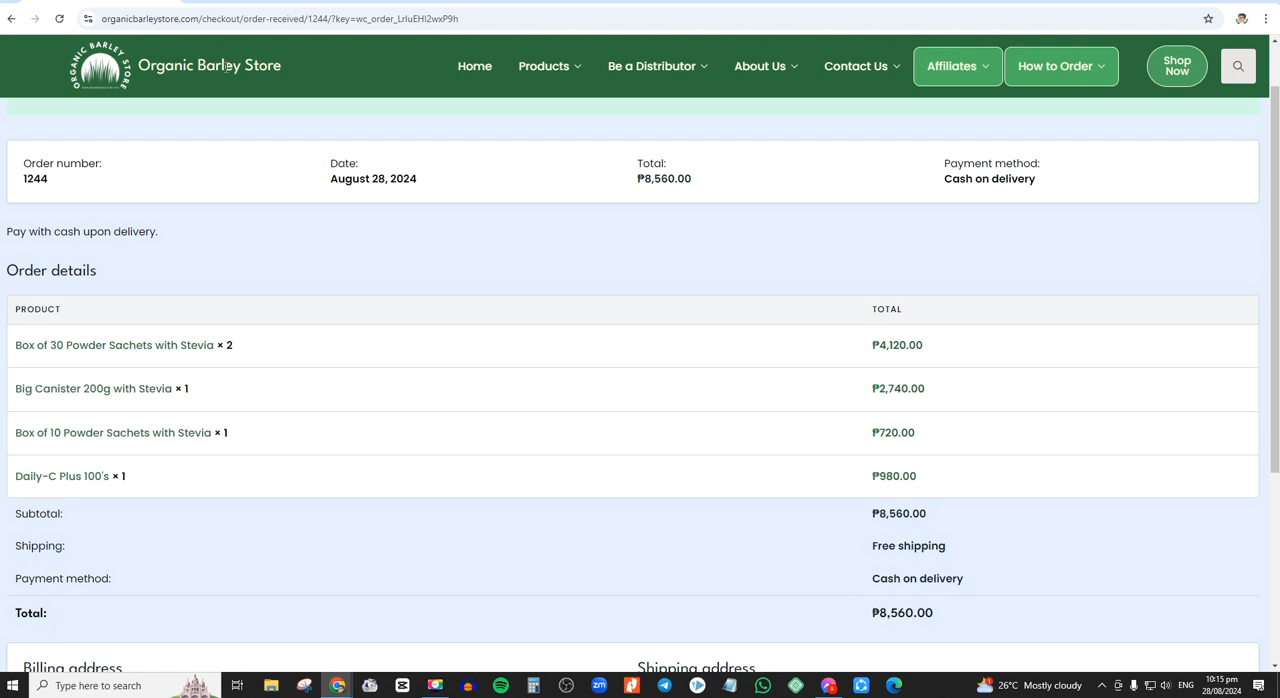 organicbarleystore.com/checkout/order-received/1244/?key=wc_order_LrluEHI2wxP9h
ORGANIC BARLEY STORE
Organic Barley Store
Home
Products
Be a Distributor
About Us
Contact Us
Affiliates
How to Order
Shop
Now
Order number:
1244
Date:
August 28, 2024
Total:
₱8,560.00
Payment method:
Cash on delivery
Pay with cash upon delivery.
Order details
PRODUCT TOTAL
Box of 30 Powder Sachets with Stevia × 2 ₱4,120.00
Big Canister 200g with Stevia × 1 ₱2,740.00
Box of 10 Powder Sachets with Stevia × 1 ₱720.00
Daily-C Plus 100's × 1 ₱980.00
Subtotal: ₱8,560.00
Shipping: Free shipping
Payment method: Cash on delivery
Total: ₱8,560.00
Billing address Shipping address
Type here to search
zm
26°C Mostly cloudy
ENG
10:15 pm
28/08/2024